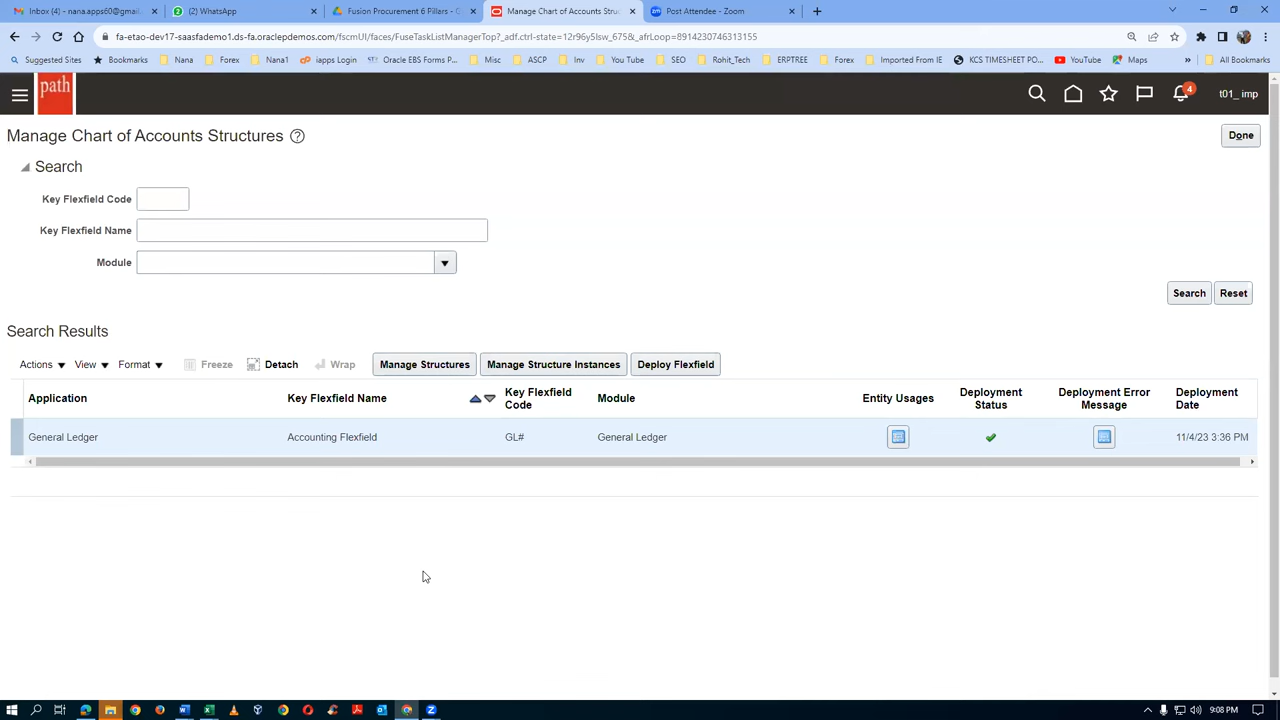 Inbox (4) - nana.apps60@gmail
(2) WhatsApp
Fusion Procurement 6 Pillars - G
Manage Chart of Accounts Struc
Post Attendee - Zoom
fa-etao-dev17-saasfademo1.ds-fa.oraclepdemos.com/fscmUI/faces/FuseTaskListManagerTop?_adf.ctrl-state=12r96y5lsw_675&_afrLoop=8914230746313155
Suggested Sites
Bookmarks
Nana
Forex
Nana1
iapps Login
Oracle EBS Forms P...
Misc
ASCP
Inv
You Tube
SEO
Rohit_Tech
ERPTREE
Forex
Imported From IE
KCS TIMESHEET PO...
YouTube
Maps
»
All Bookmarks
path
4
t01_ imp
Manage Chart of Accounts Structures
Done
Search
Key Flexfield Code
Key Flexfield Name
Module
Search
Reset
Search Results
Actions
View
Format
Freeze
Detach
Wrap
Manage Structures
Manage Structure Instances
Deploy Flexfield
Application
Key Flexfield Name
Key Flexfield
Code
Module
Entity Usages
Deployment
Status
Deployment Error
Message
Deployment
Date
General Ledger
Accounting Flexfield
GL#
General Ledger
11/4/23 3:36 PM
9:08 PM